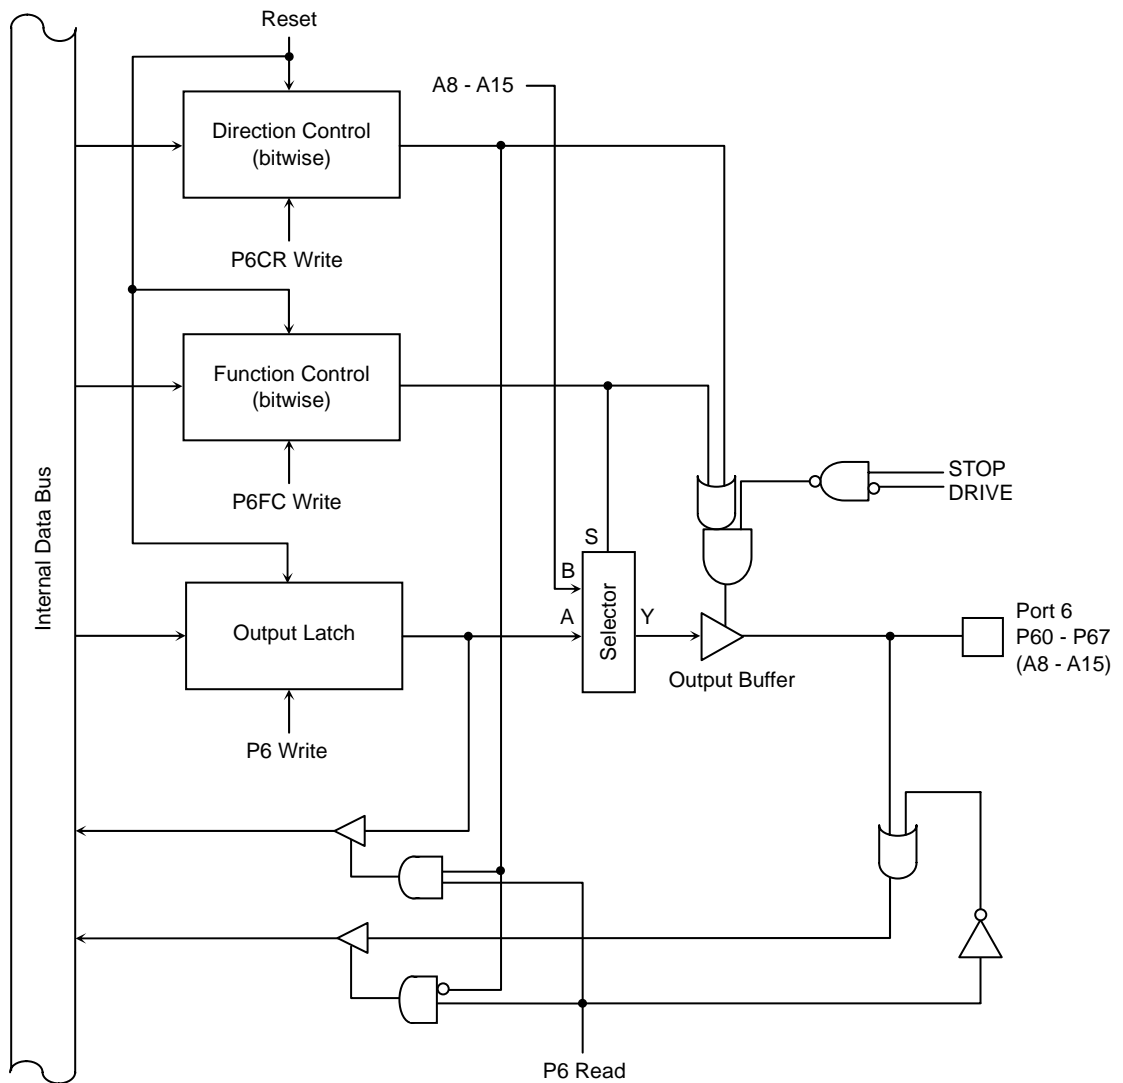 Reset
A8 - A15
Direction Control
(bitwise)
P6CR Write
Function Control
(bitwise)
P6FC Write
STOP
DRIVE
Internal Data Bus
S
B
A
Selector
Y
Output Latch
Output Buffer
Port 6
P60 - P67
(A8 - A15)
P6 Write
P6 Read